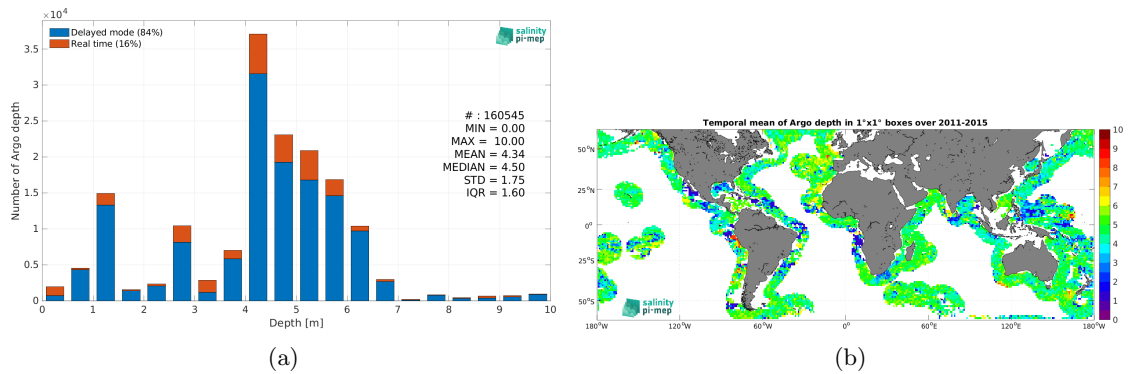 ×10⁴
Delayed mode (84%)
Real time (16%)
salinity
pi-mep
3.5
3
2.5
2
1.5
1
0.5
0
Number of Argo depth
# : 160545
MIN = 0.00
MAX = 10.00
MEAN = 4.34
MEDIAN = 4.50
STD = 1.75
IQR = 1.60
0 1 2 3 4 5 6 7 8 9 10
Depth [m]
(a)
Temporal mean of Argo depth in 1°x1° boxes over 2011-2015
50°N
25°N
0°
25°S
50°S
salinity
pi-mep
180°W 120°W 60°W 0° 60°E 120°E 180°W
10
9
8
7
6
5
4
3
2
1
0
(b)